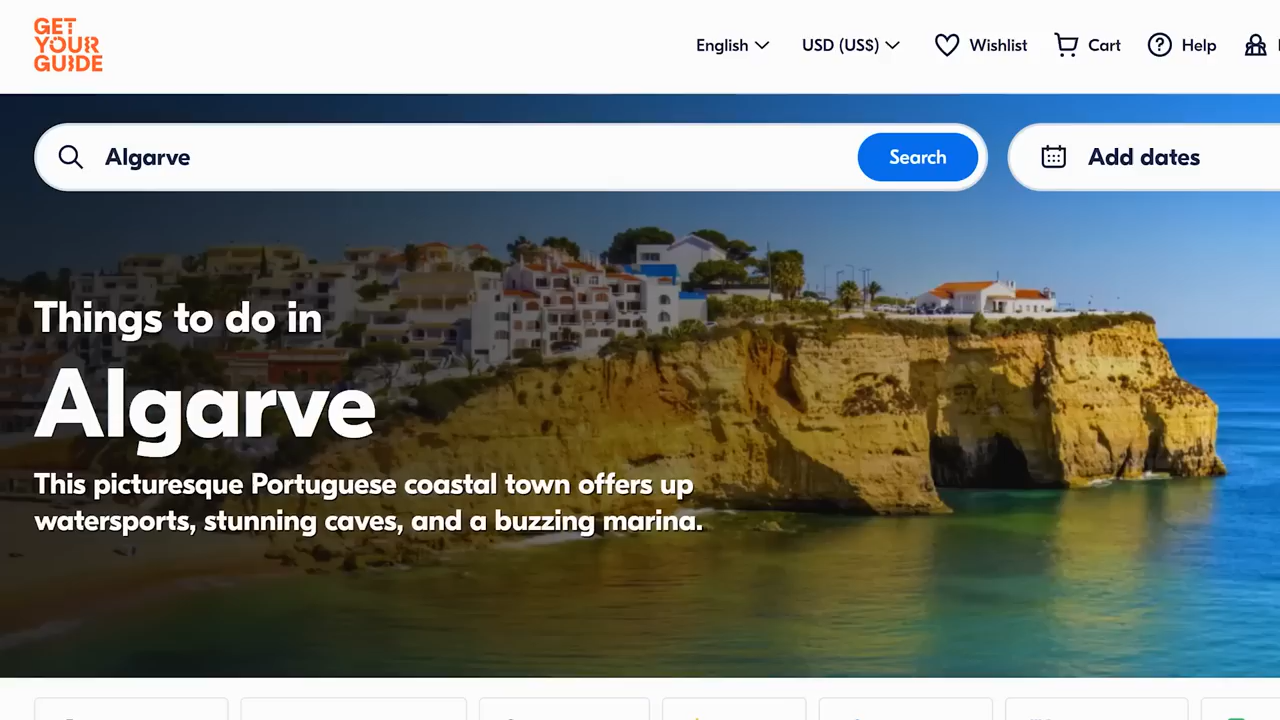 GET
YOUR
GUIDE
English
USD (US$)
Wishlist
Cart
Help
Algarve
Search
Add dates
Things to do in
Algarve
This picturesque Portuguese coastal town offers up
watersports, stunning caves, and a buzzing marina.